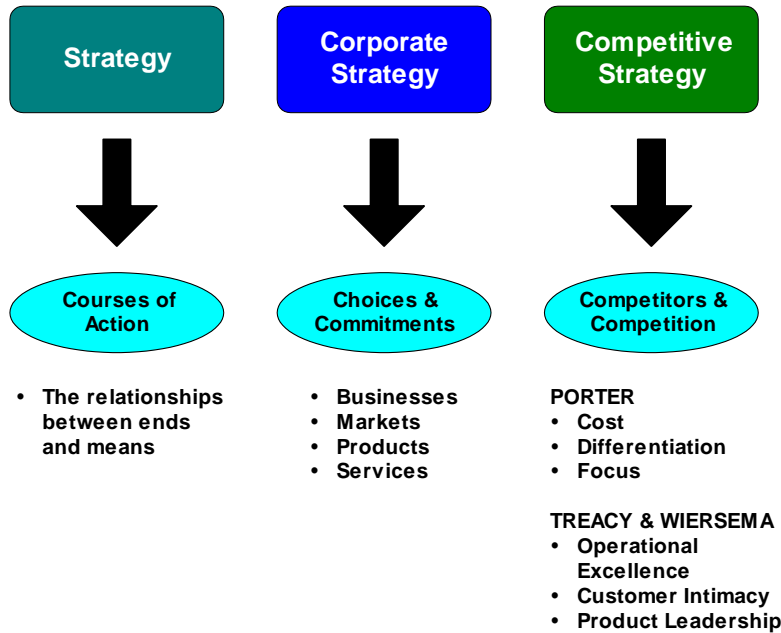 Strategy
Corporate
Strategy
Competitive
Strategy
Courses of
Action
Choices &
Commitments
Competitors &
Competition
• The relationships
between ends
and means
• Businesses
• Markets
• Products
• Services
PORTER
• Cost
• Differentiation
• Focus
TREACY & WIERSEMA
• Operational
Excellence
• Customer Intimacy
• Product Leadership